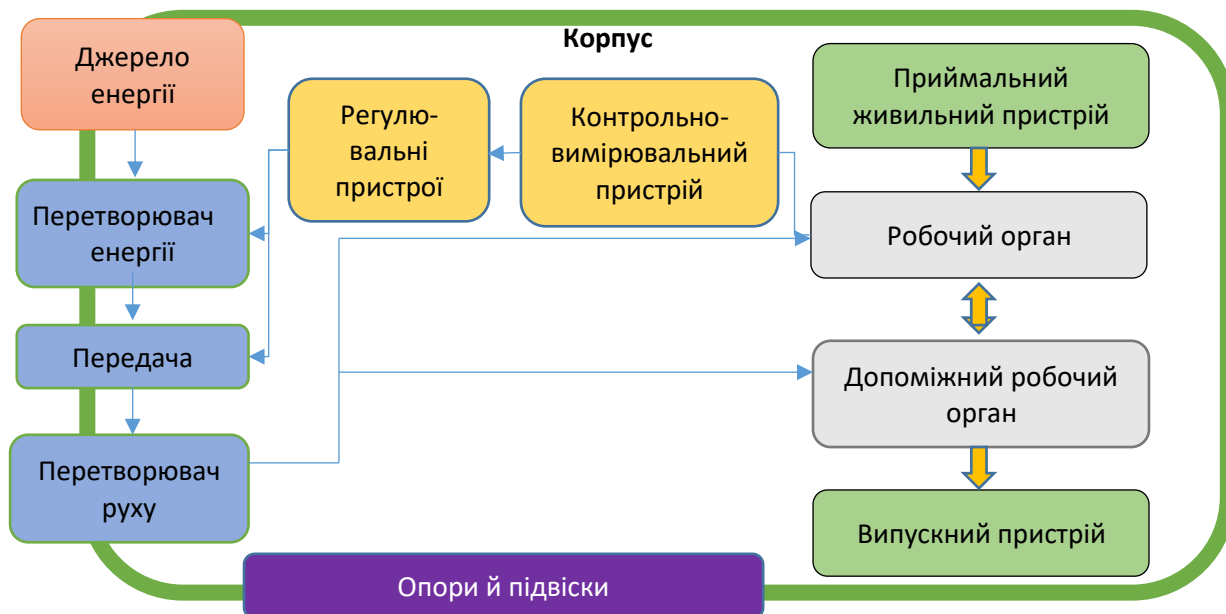 Корпус
Джерело
енергії
Регулю-
вальні
пристрої
Контрольно-
вимірювальний
пристрій
Приймальний
живильний пристрій
Перетворювач
енергії
Робочий орган
Передача
Допоміжний робочий
орган
Перетворювач
руху
Випускний пристрій
Опори й підвіски